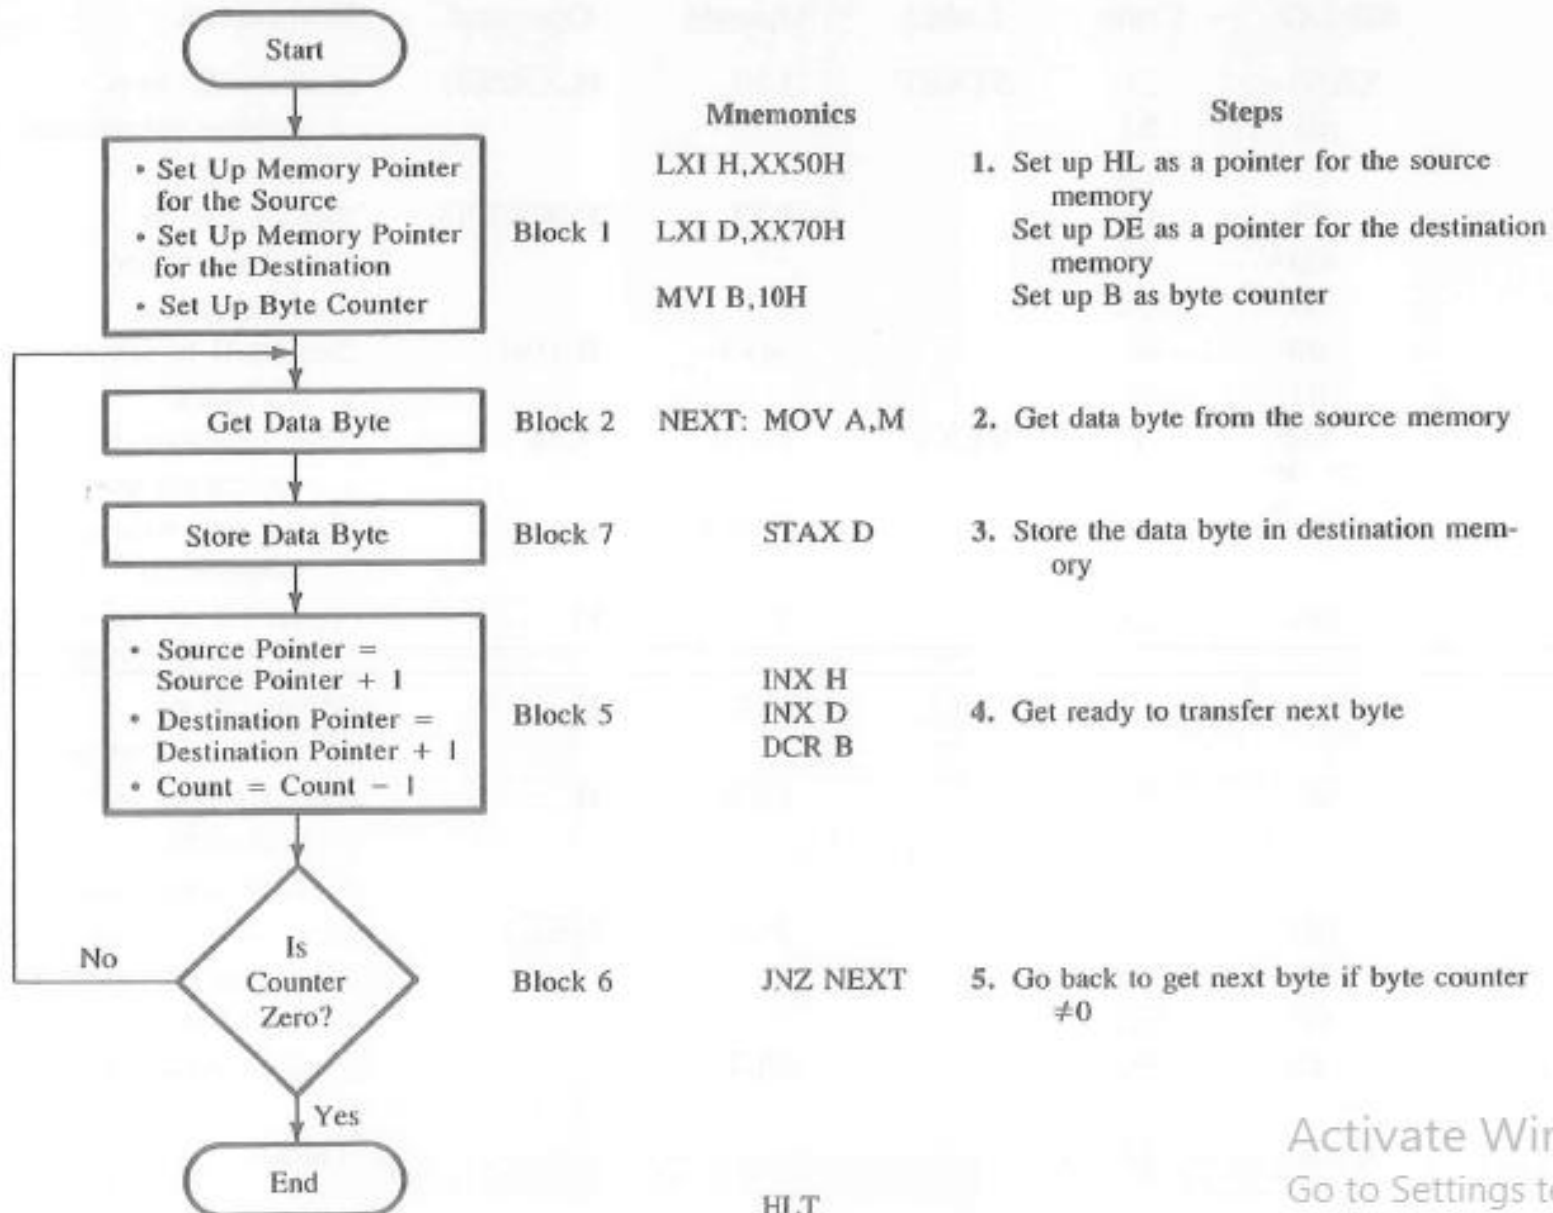 Start
Mnemonics
Steps
• Set Up Memory Pointer
for the Source
• Set Up Memory Pointer
for the Destination
• Set Up Byte Counter
Block 1
LXI H,XX50H
LXI D,XX70H
MVI B,10H
1. Set up HL as a pointer for the source
memory
Set up DE as a pointer for the destination
memory
Set up B as byte counter
Get Data Byte
Block 2
NEXT: MOV A,M
2. Get data byte from the source memory
Store Data Byte
Block 7
STAX D
3. Store the data byte in destination mem-
ory
• Source Pointer =
Source Pointer + 1
• Destination Pointer =
Destination Pointer + 1
• Count = Count − 1
Block 5
INX H
INX D
DCR B
4. Get ready to transfer next byte
No
Is
Counter
Zero?
Block 6
JNZ NEXT
5. Go back to get next byte if byte counter
≠0
Yes
End
HLT
Activate Win
Go to Settings to